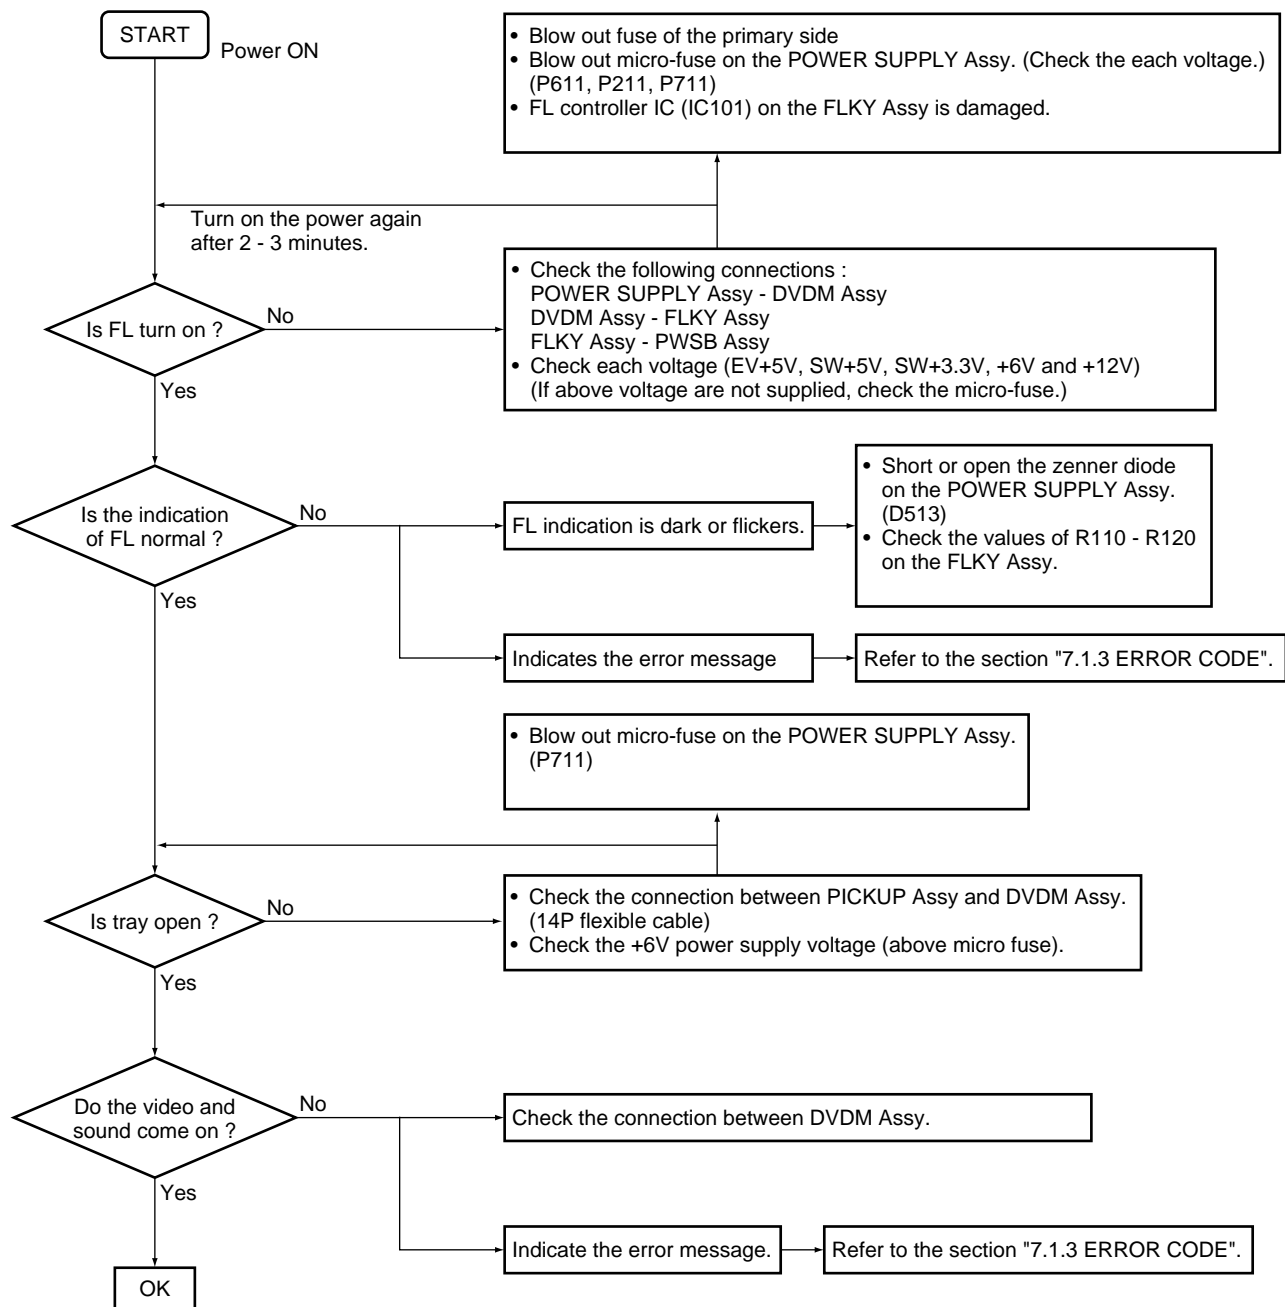 START
Power ON
• Blow out fuse of the primary side
• Blow out micro-fuse on the POWER SUPPLY Assy. (Check the each voltage.)
(P611, P211, P711)
• FL controller IC (IC101) on the FLKY Assy is damaged.
Turn on the power again
after 2 - 3 minutes.
Is FL turn on ?
No
Yes
• Check the following connections :
POWER SUPPLY Assy - DVDM Assy
DVDM Assy - FLKY Assy
FLKY Assy - PWSB Assy
• Check each voltage (EV+5V, SW+5V, SW+3.3V, +6V and +12V)
(If above voltage are not supplied, check the micro-fuse.)
Is the indication
of FL normal ?
No
Yes
FL indication is dark or flickers.
• Short or open the zenner diode
on the POWER SUPPLY Assy.
(D513)
• Check the values of R110 - R120
on the FLKY Assy.
Indicates the error message
Refer to the section "7.1.3 ERROR CODE".
• Blow out micro-fuse on the POWER SUPPLY Assy.
(P711)
Is tray open ?
No
Yes
• Check the connection between PICKUP Assy and DVDM Assy.
(14P flexible cable)
• Check the +6V power supply voltage (above micro fuse).
Do the video and
sound come on ?
No
Yes
Check the connection between DVDM Assy.
Indicate the error message.
Refer to the section "7.1.3 ERROR CODE".
OK